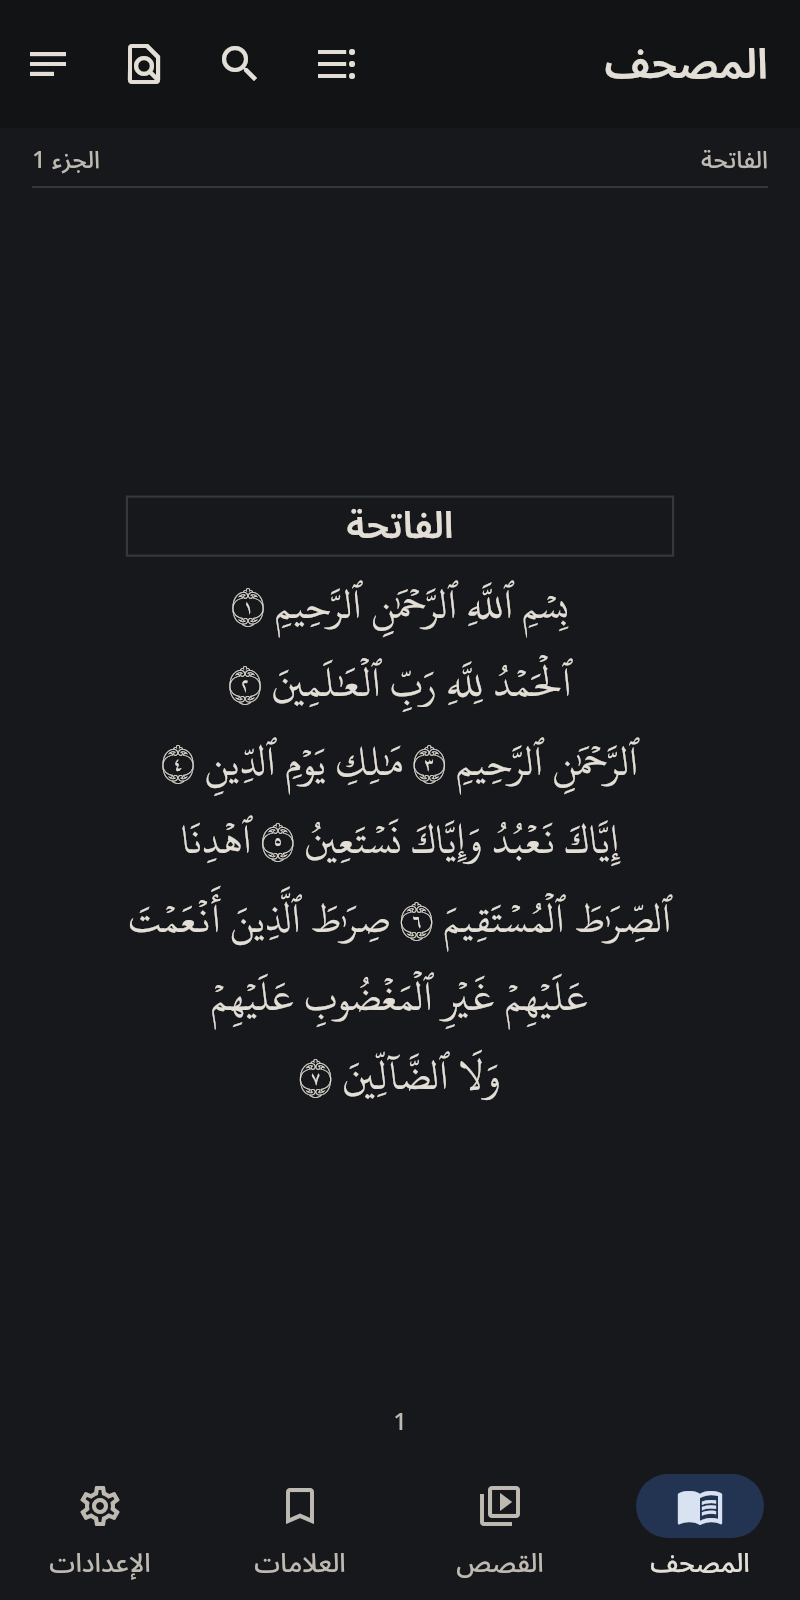 المصحف
الفاتحة
الجزء 1
الفاتحة
بِسۡمِ ٱللَّهِ ٱلرَّحۡمَٰنِ ٱلرَّحِيمِ ١
ٱلۡحَمۡدُ لِلَّهِ رَبِّ ٱلۡعَٰلَمِينَ ٢
ٱلرَّحۡمَٰنِ ٱلرَّحِيمِ ٣ مَٰلِكِ يَوۡمِ ٱلدِّينِ ٤
إِيَّاكَ نَعۡبُدُ وَإِيَّاكَ نَسۡتَعِينُ ٥ ٱهۡدِنَا
ٱلصِّرَٰطَ ٱلۡمُسۡتَقِيمَ ٦ صِرَٰطَ ٱلَّذِينَ أَنۡعَمۡتَ
عَلَيۡهِمۡ غَيۡرِ ٱلۡمَغۡضُوبِ عَلَيۡهِمۡ
وَلَا ٱلضَّآلِّينَ ٧
1
المصحف
القصص
العلامات
الإعدادات